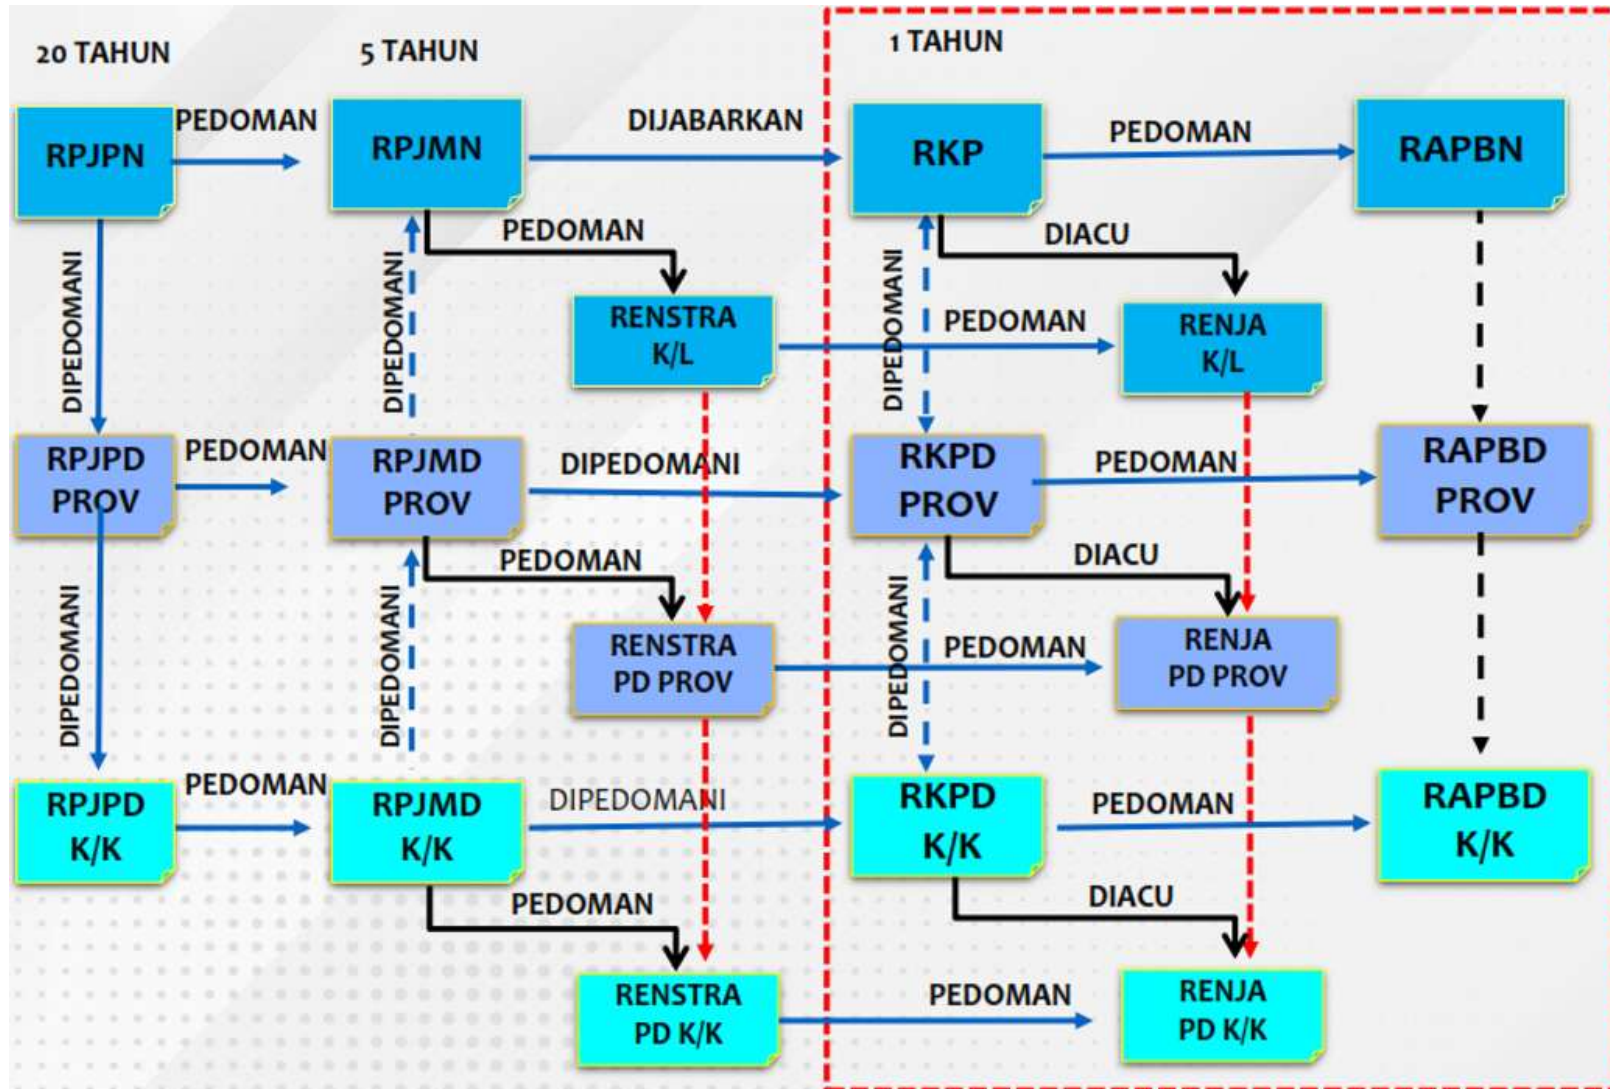 20 TAHUN
5 TAHUN
1 TAHUN
RPJPN
PEDOMAN
RPJMN
DIJABARKAN
RKP
PEDOMAN
RAPBN
DIPEDOMANI
DIPEDOMANI
PEDOMAN
RENSTRA
K/L
DIPEDOMANI
DIACU
PEDOMAN
RENJA
K/L
RPJPD
PROV
PEDOMAN
RPJMD
PROV
DIPEDOMANI
RKPD
PROV
PEDOMAN
RAPBD
PROV
DIPEDOMANI
DIPEDOMANI
PEDOMAN
RENSTRA
PD PROV
DIPEDOMANI
DIACU
PEDOMAN
RENJA
PD PROV
RPJPD
K/K
PEDOMAN
RPJMD
K/K
DIPEDOMANI
RKPD
K/K
PEDOMAN
RAPBD
K/K
PEDOMAN
RENSTRA
PD K/K
DIACU
PEDOMAN
RENJA
PD K/K